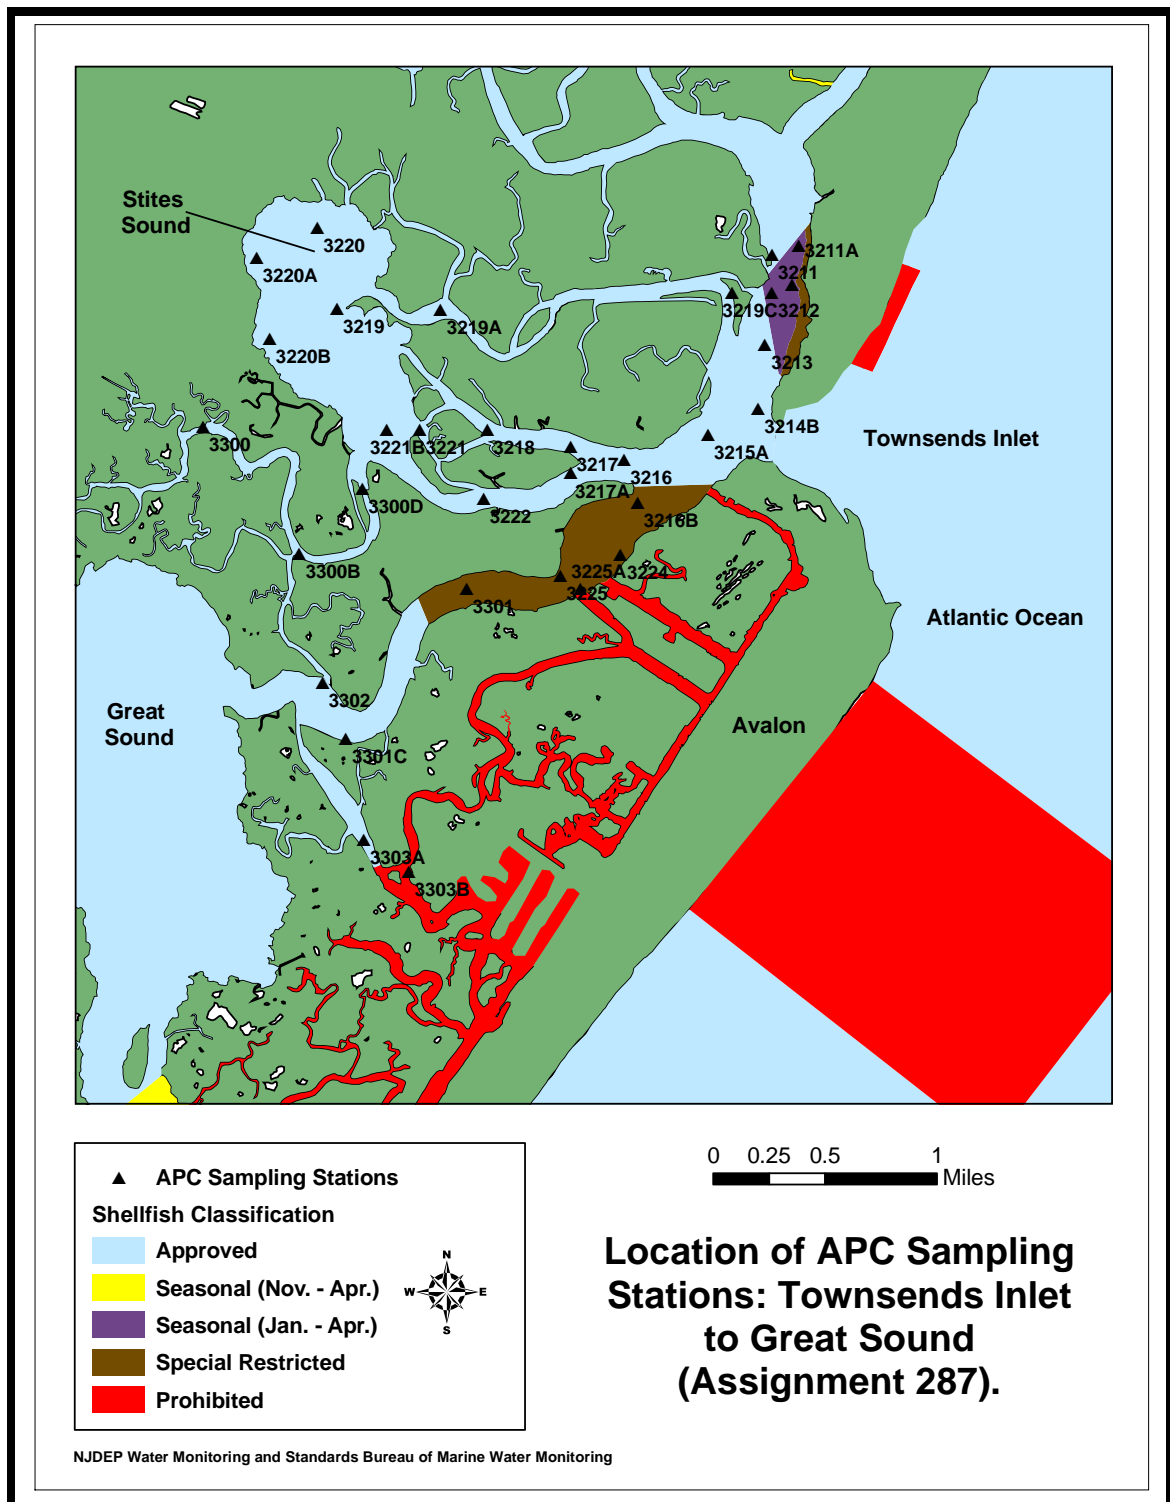 Stites
Sound
3220
3220A
3211A
3211
3219
3219A
3219C
3212
3220B
3213
3214B
3300
3221B
3221
3218
3215A
Townsends Inlet
3217
3216
3300D
3217A
3222
3216B
3300B
3225A
3224
3301
3225
Atlantic Ocean
3302
Great
Sound
Avalon
3301C
3303A
3303B
APC Sampling Stations
Shellfish Classification
Approved
Seasonal (Nov. - Apr.)
Seasonal (Jan. - Apr.)
Special Restricted
Prohibited
N
W
E
S
0 0.25 0.5 1
Miles
Location of APC Sampling
Stations: Townsends Inlet
to Great Sound
(Assignment 287).
NJDEP Water Monitoring and Standards Bureau of Marine Water Monitoring